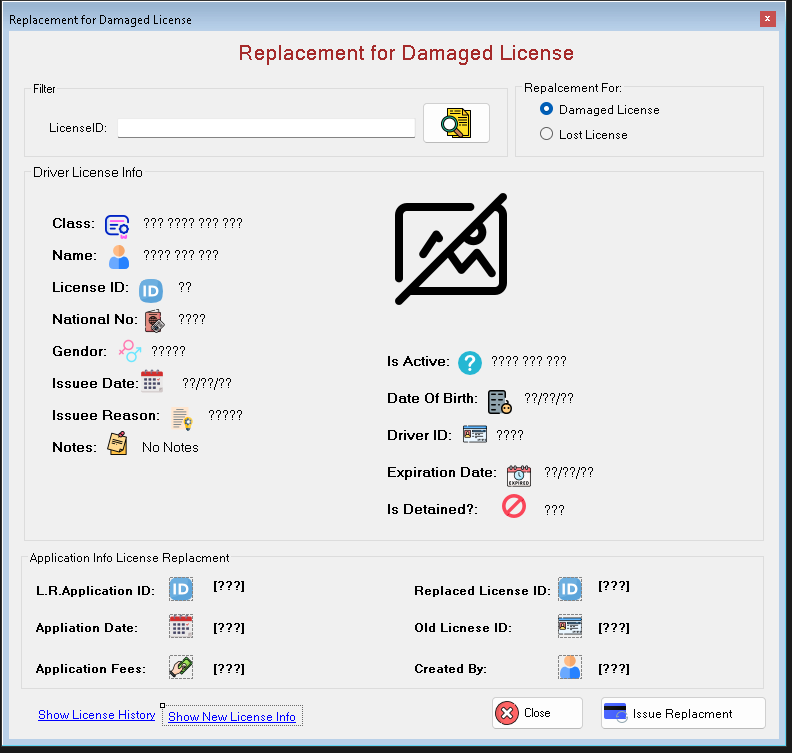 Replacement for Damaged License
x
Replacement for Damaged License
Filter
LicenseID:
Repalcement For:
Damaged License
Lost License
Driver License Info
Class: ??? ???? ??? ???
Name: ???? ??? ???
License ID: ID ??
National No: ????
Gendor: ?????
Issuee Date: ??/??/??
Issuee Reason: ?????
Notes: No Notes
Is Active: ? ???? ??? ???
Date Of Birth: ??/??/??
Driver ID: ????
Expiration Date: EXPIRED ??/??/??
Is Detained?: ???
Application Info License Replacment
L.R.Application ID: ID [???]
Replaced License ID: ID [???]
Appliation Date: [???]
Old Licnese ID: [???]
Application Fees: [???]
Created By: [???]
Show License History
Show New License Info
Close
Issue Replacment